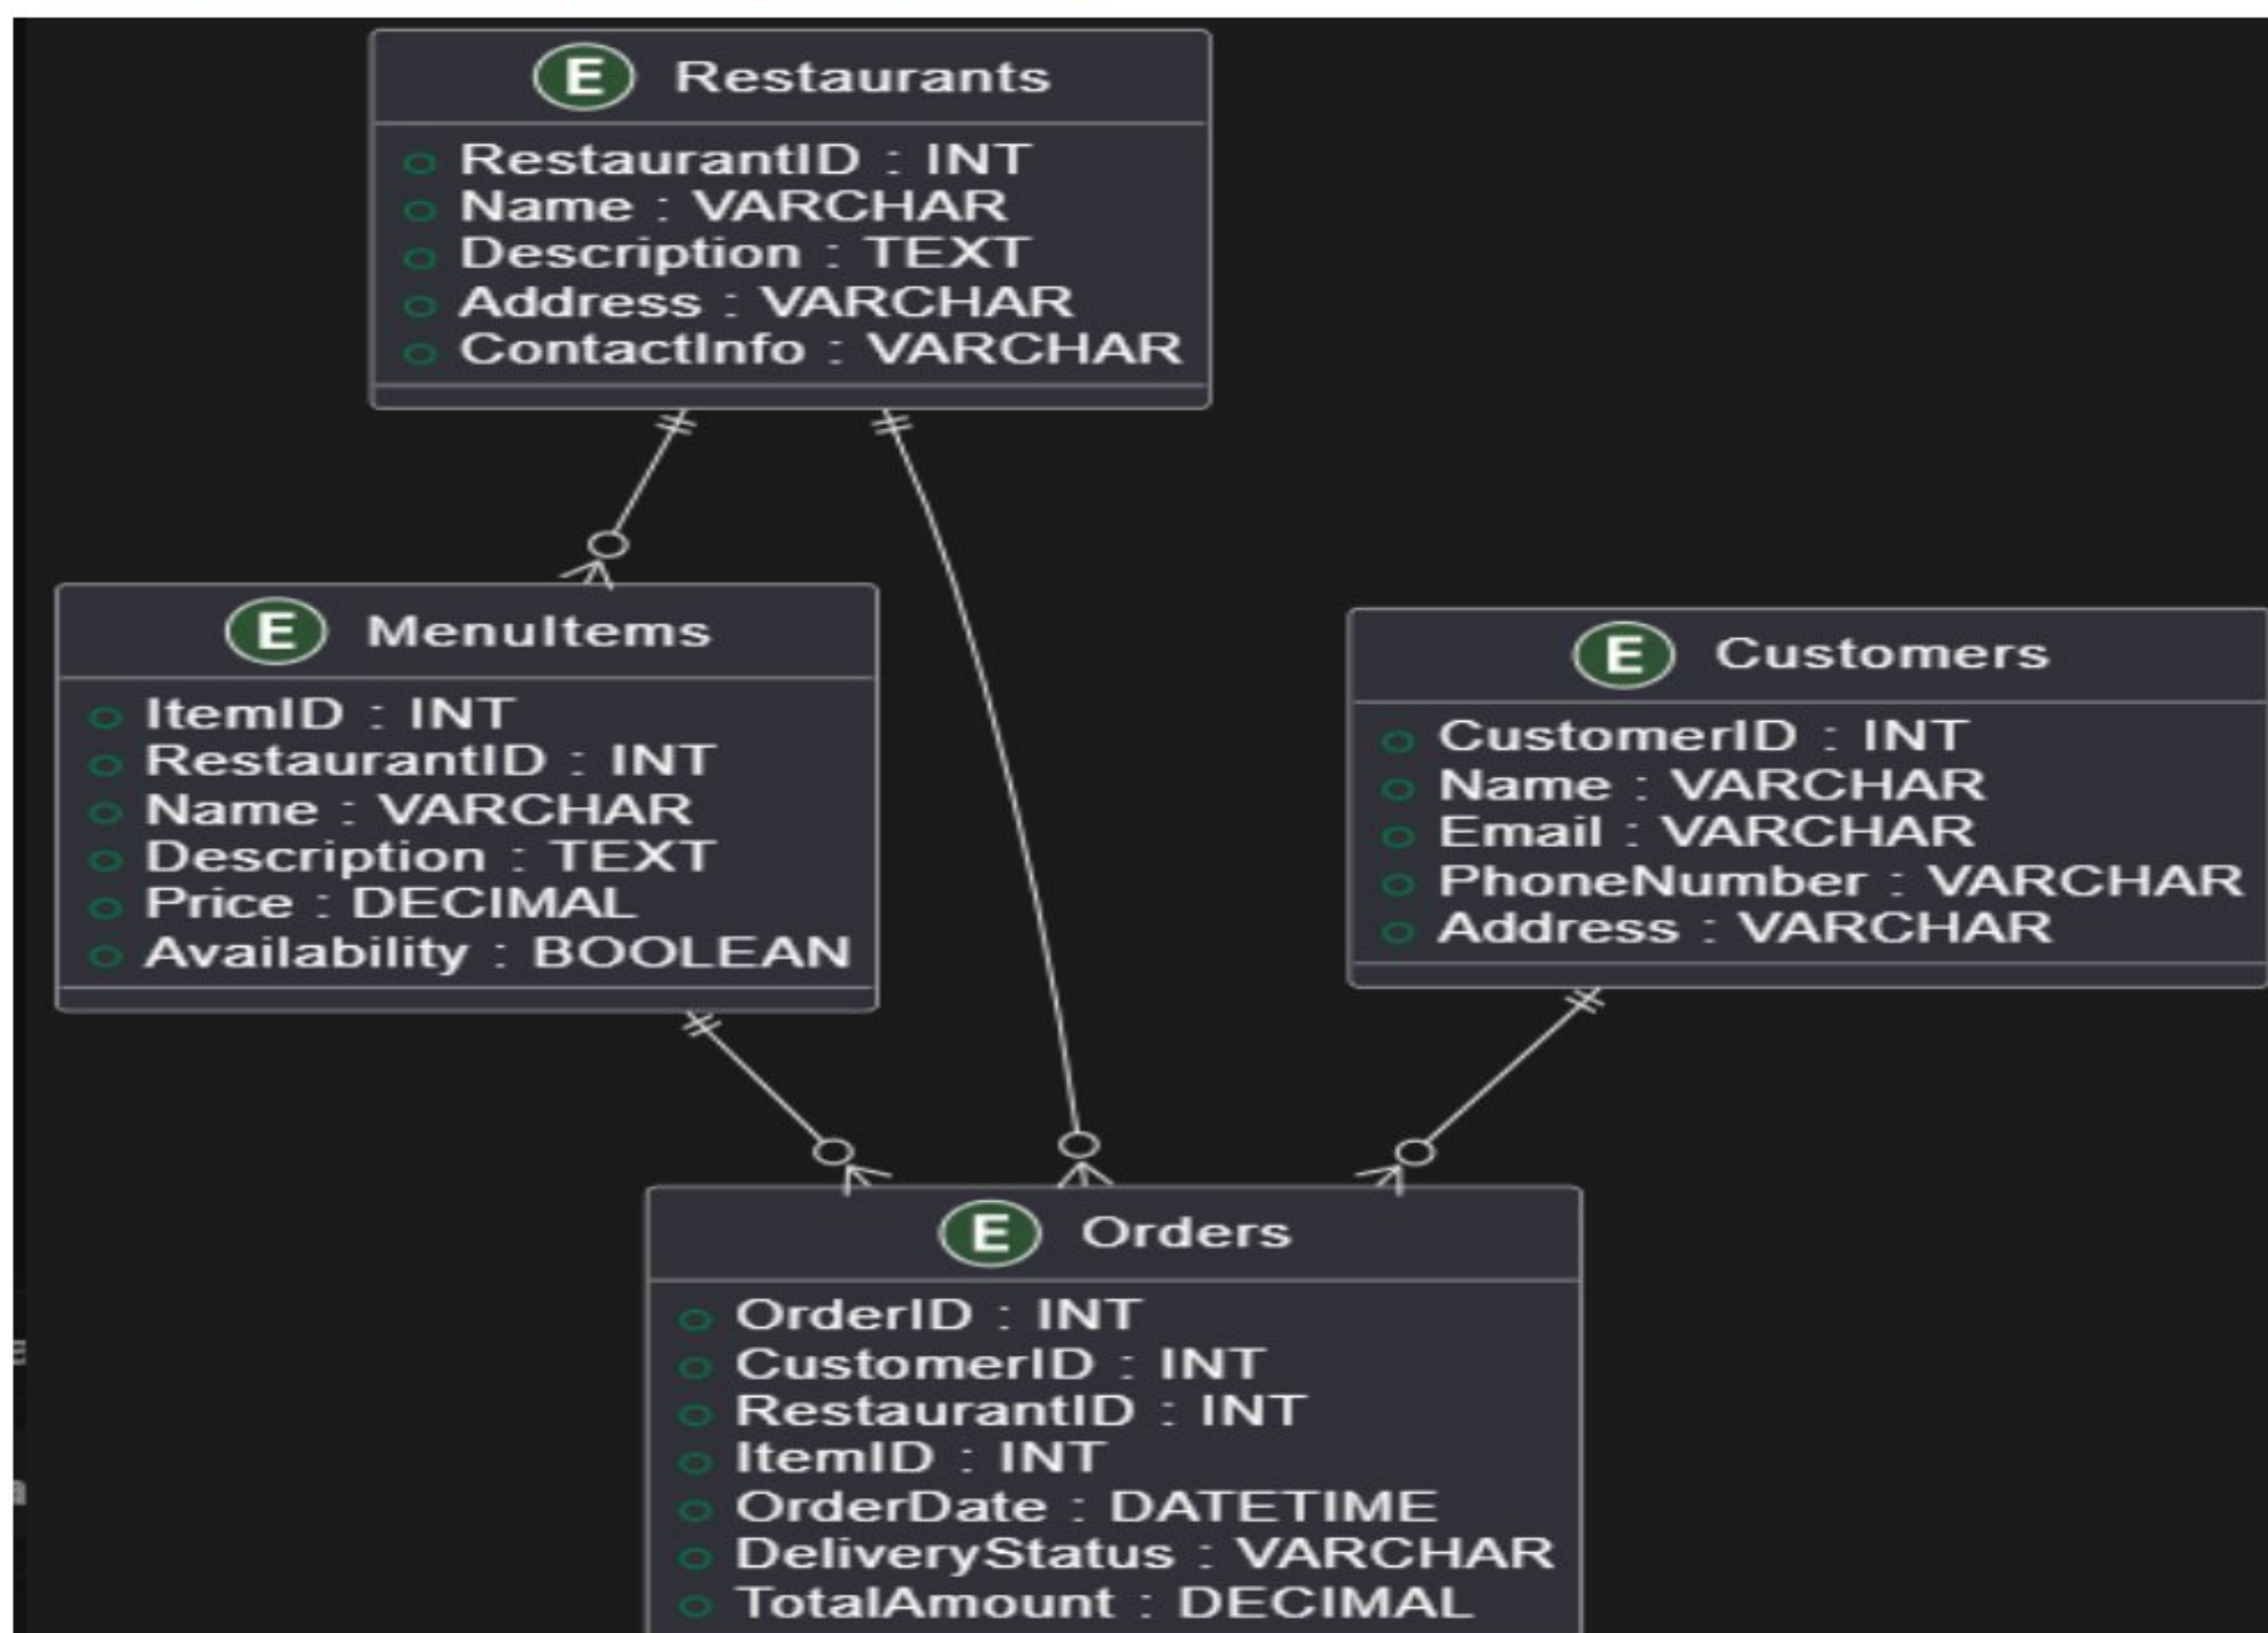 E Restaurants
RestaurantID : INT
Name : VARCHAR
Description : TEXT
Address : VARCHAR
ContactInfo : VARCHAR
E MenuItems
ItemID : INT
RestaurantID : INT
Name : VARCHAR
Description : TEXT
Price : DECIMAL
Availability : BOOLEAN
E Customers
CustomerID : INT
Name : VARCHAR
Email : VARCHAR
PhoneNumber : VARCHAR
Address : VARCHAR
E Orders
OrderID : INT
CustomerID : INT
RestaurantID : INT
ItemID : INT
OrderDate : DATETIME
DeliveryStatus : VARCHAR
TotalAmount : DECIMAL